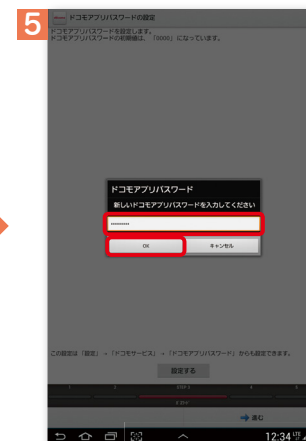 5
ドコモアプリパスワードの設定
ドコモアプリパスワードを設定します。
ドコモアプリパスワードの初期値は、「0000」になっています。
ドコモアプリパスワード
新しいドコモアプリパスワードを入力してください
OK
キャンセル
この設定は「設定」→「ドコモサービス」→「ドコモアプリパスワード」からも設定できます。
設定する
1 2 STEP 3 4 5
進む
12:34